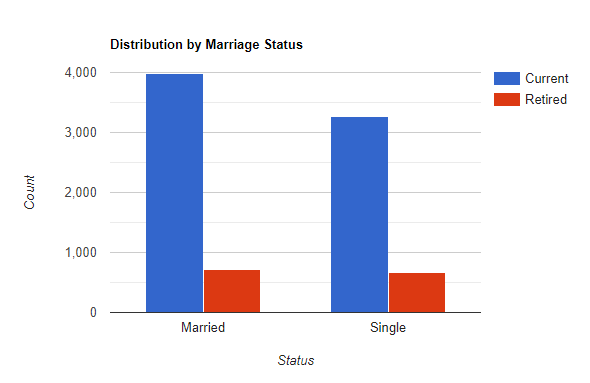 Distribution by Marriage Status
4,000
3,000
2,000
1,000
0
Count
Married
Single
Status
Current
Retired